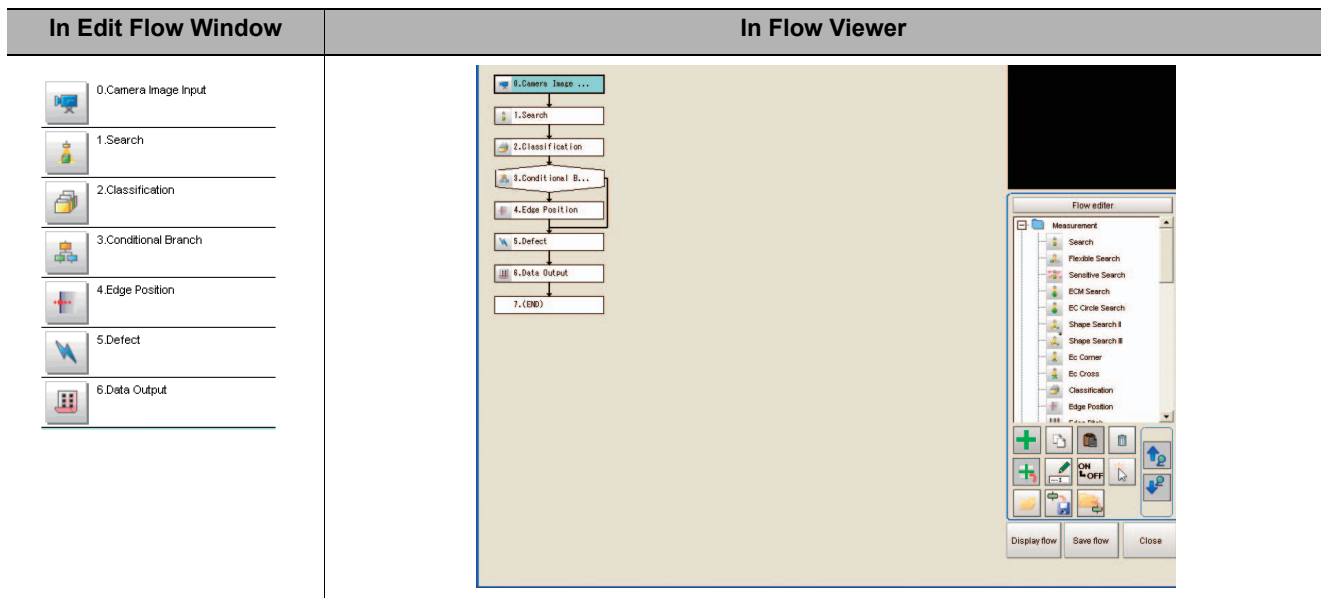 In Edit Flow Window
In Flow Viewer
0.Camera Image Input
1.Search
2.Classification
3.Conditional Branch
4.Edge Position
5.Defect
6.Data Output
0.Camera Image ...
1.Search
2.Classification
3.Conditional B...
4.Edge Position
5.Defect
6.Data Output
7.(END)
Flow editer
Measurement
Search
Flexible Search
Sensitive Search
ECM Search
EC Circle Search
Shape Search II
Shape Search III
Ec Corner
Ec Cross
Classification
Edge Position
ON
OFF
Display flow
Save flow
Close